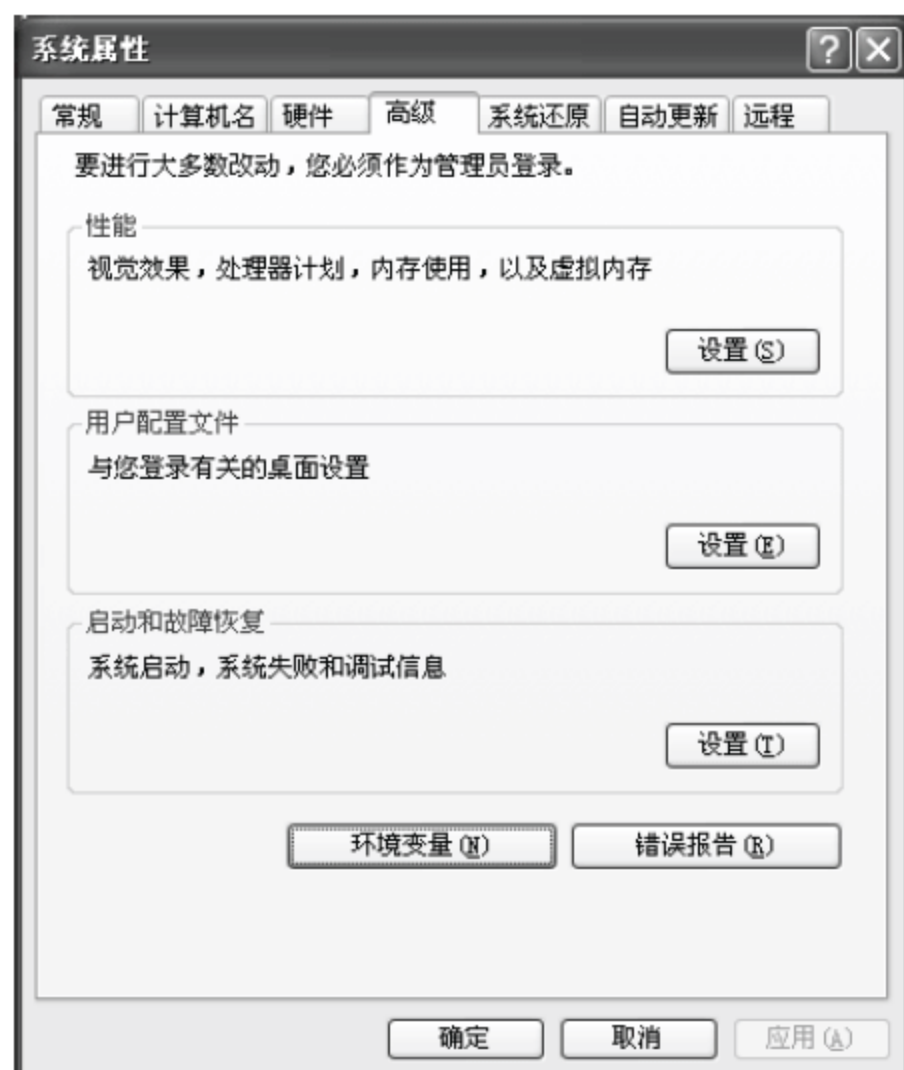 系统属性
常规 计算机名 硬件 高级 系统还原 自动更新 远程
要进行大多数改动，您必须作为管理员登录。
性能
视觉效果，处理器计划，内存使用，以及虚拟内存
设置(S)
用户配置文件
与您登录有关的桌面设置
设置(E)
启动和故障恢复
系统启动，系统失败和调试信息
设置(T)
环境变量(N) 错误报告(R)
确定 取消 应用(A)